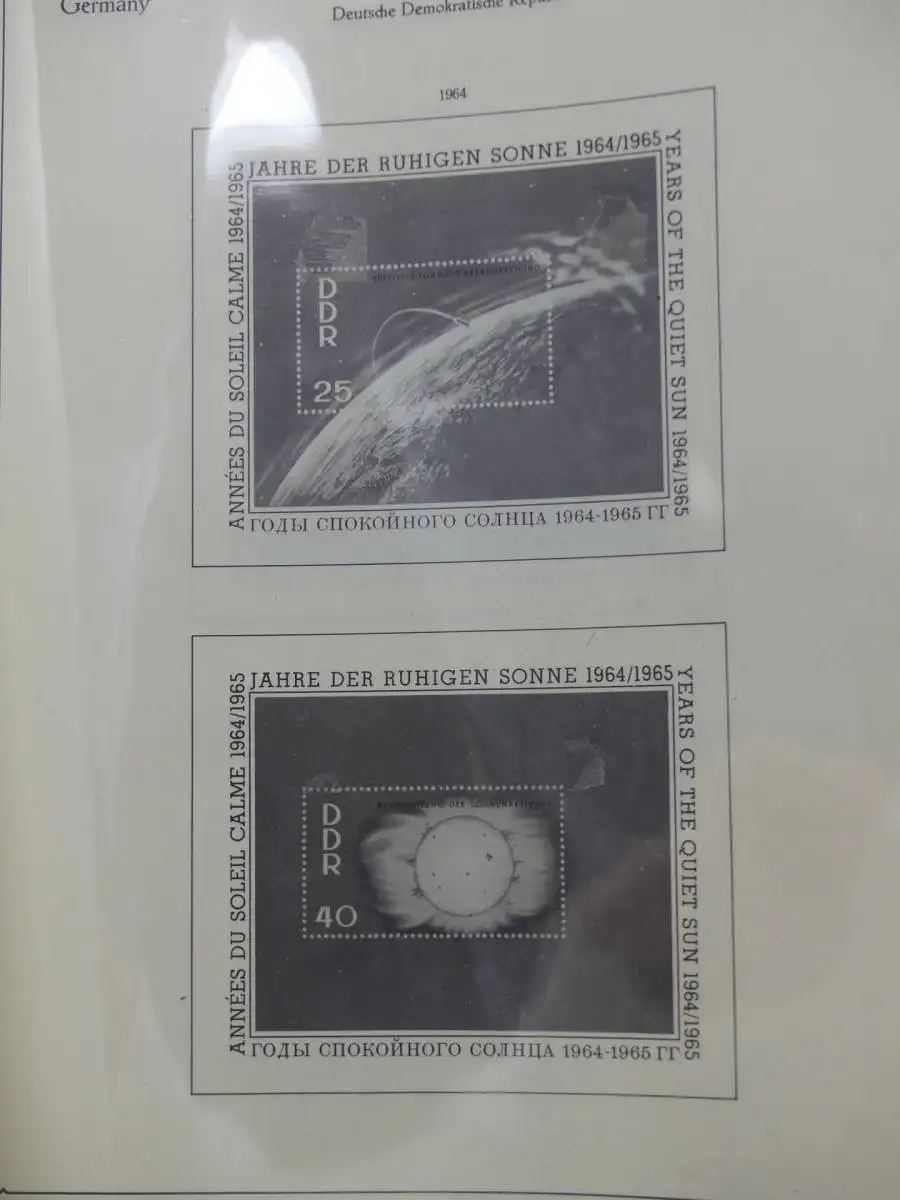 Germany
Deutsche Demokratische
1964
JAHRE DER RUHIGEN SONNE 1964/1965
ANNÉES DU SOLEIL CALME 1964/1965
YEARS OF THE QUIET SUN 1964/1965
DDR
25
ГОДЫ СПОКОЙНОГО СОЛНЦА 1964-1965 ГГ
JAHRE DER RUHIGEN SONNE 1964/1965
ANNÉES DU SOLEIL CALME 1964/1965
YEARS OF THE QUIET SUN 1964/1965
DER
DDR
40
ГОДЫ СПОКОЙНОГО СОЛНЦА 1964-1965 ГГ